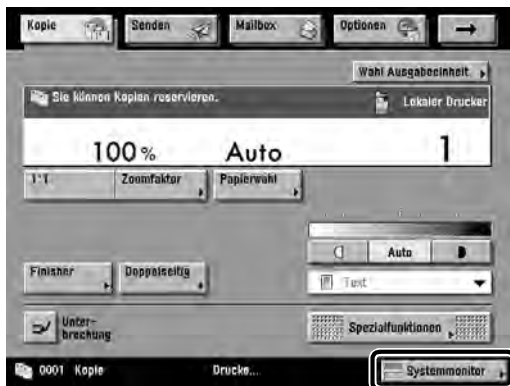 Kopie Senden Mailbox Optionen
Wahl Ausgabeeinheit
Sie können Kopien reservieren. Lokaler Drucker
100 % Auto 1
1:1 Zoomfaktor Papierwahl
Auto
Finisher Doppelseitig
Text
Unter-
brechung
Spezialfunktionen
0001 Kopie Drucke... Systemmonitor